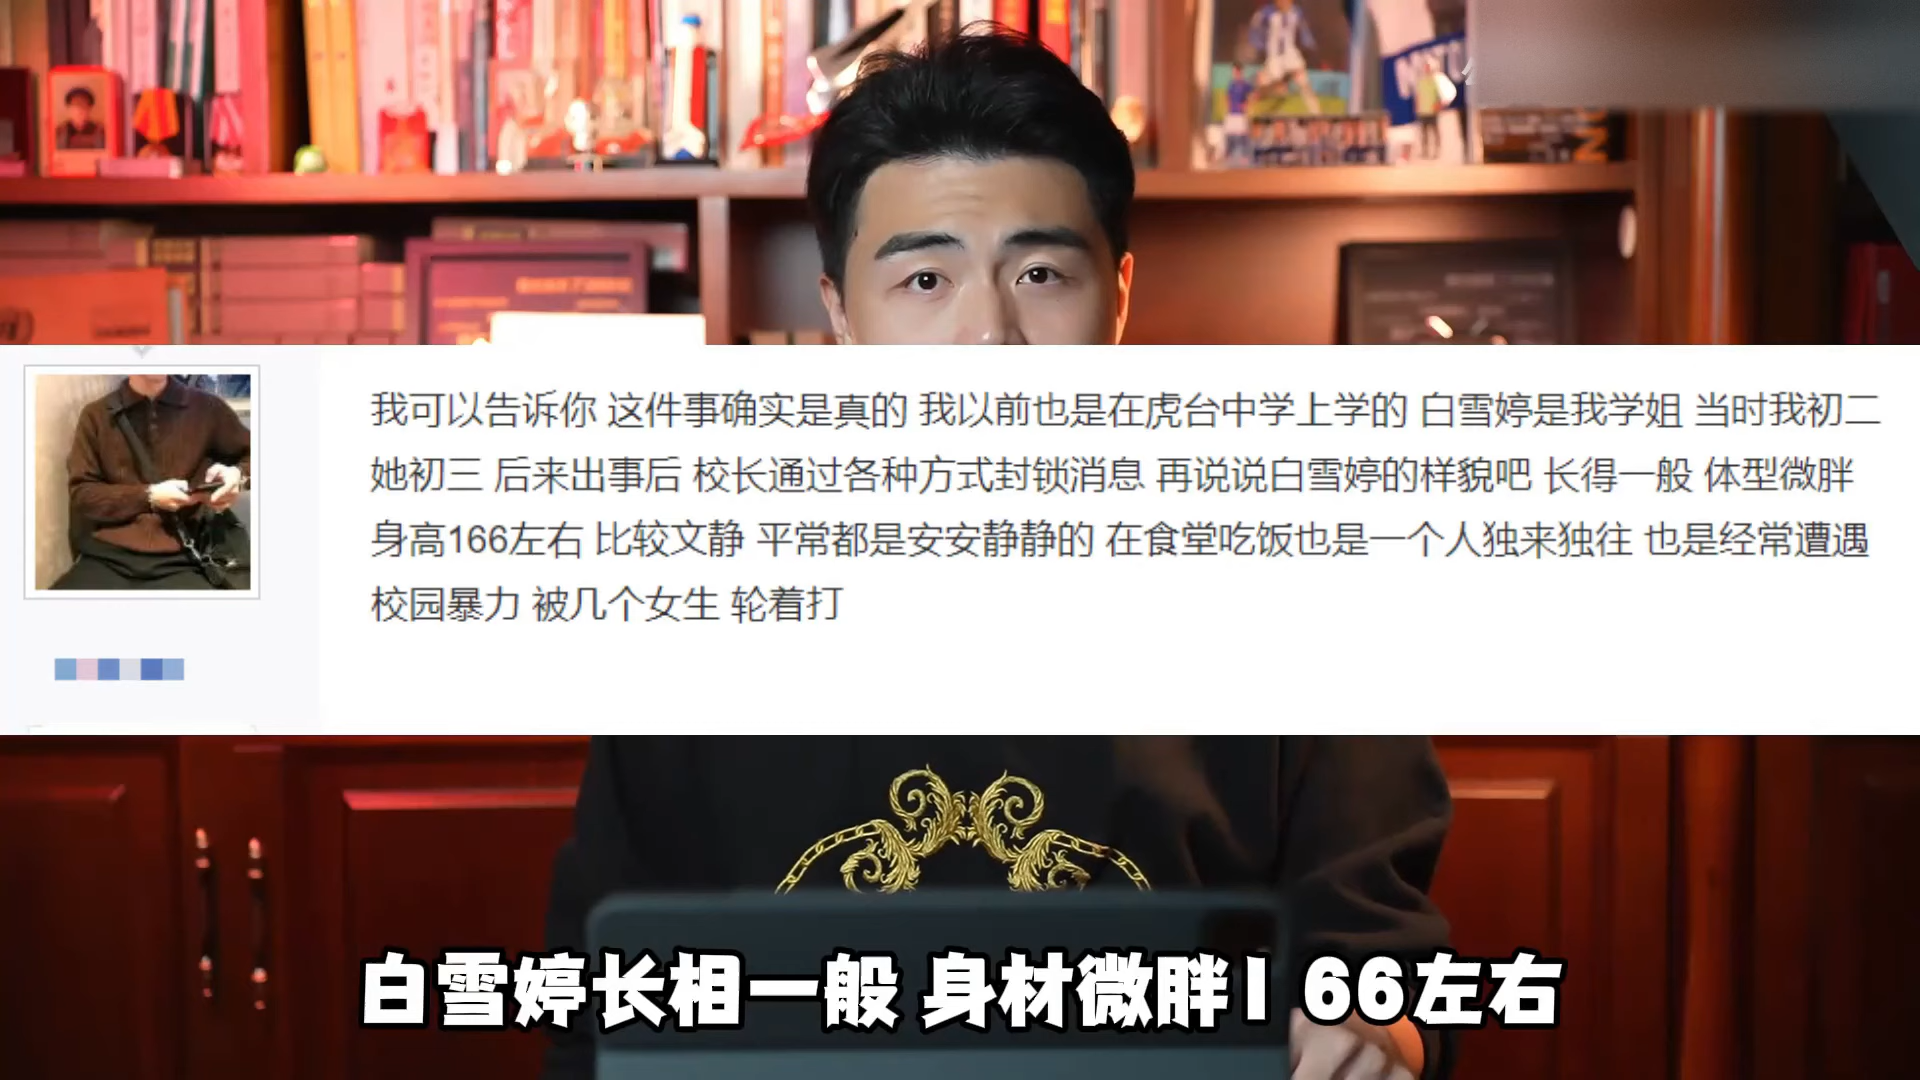 我可以告诉你 这件事确实是真的 我以前也是在虎台中学上学的 白雪婷是我学姐 当时我初二
她初三 后来出事后 校长通过各种方式封锁消息 再说说白雪婷的样貌吧 长得一般 体型微胖
身高166左右 比较文静 平常都是安安静静的 在食堂吃饭也是一个人独来独往 也是经常遭遇
校园暴力 被几个女生 轮着打
白雪婷长相一般 身材微胖166左右